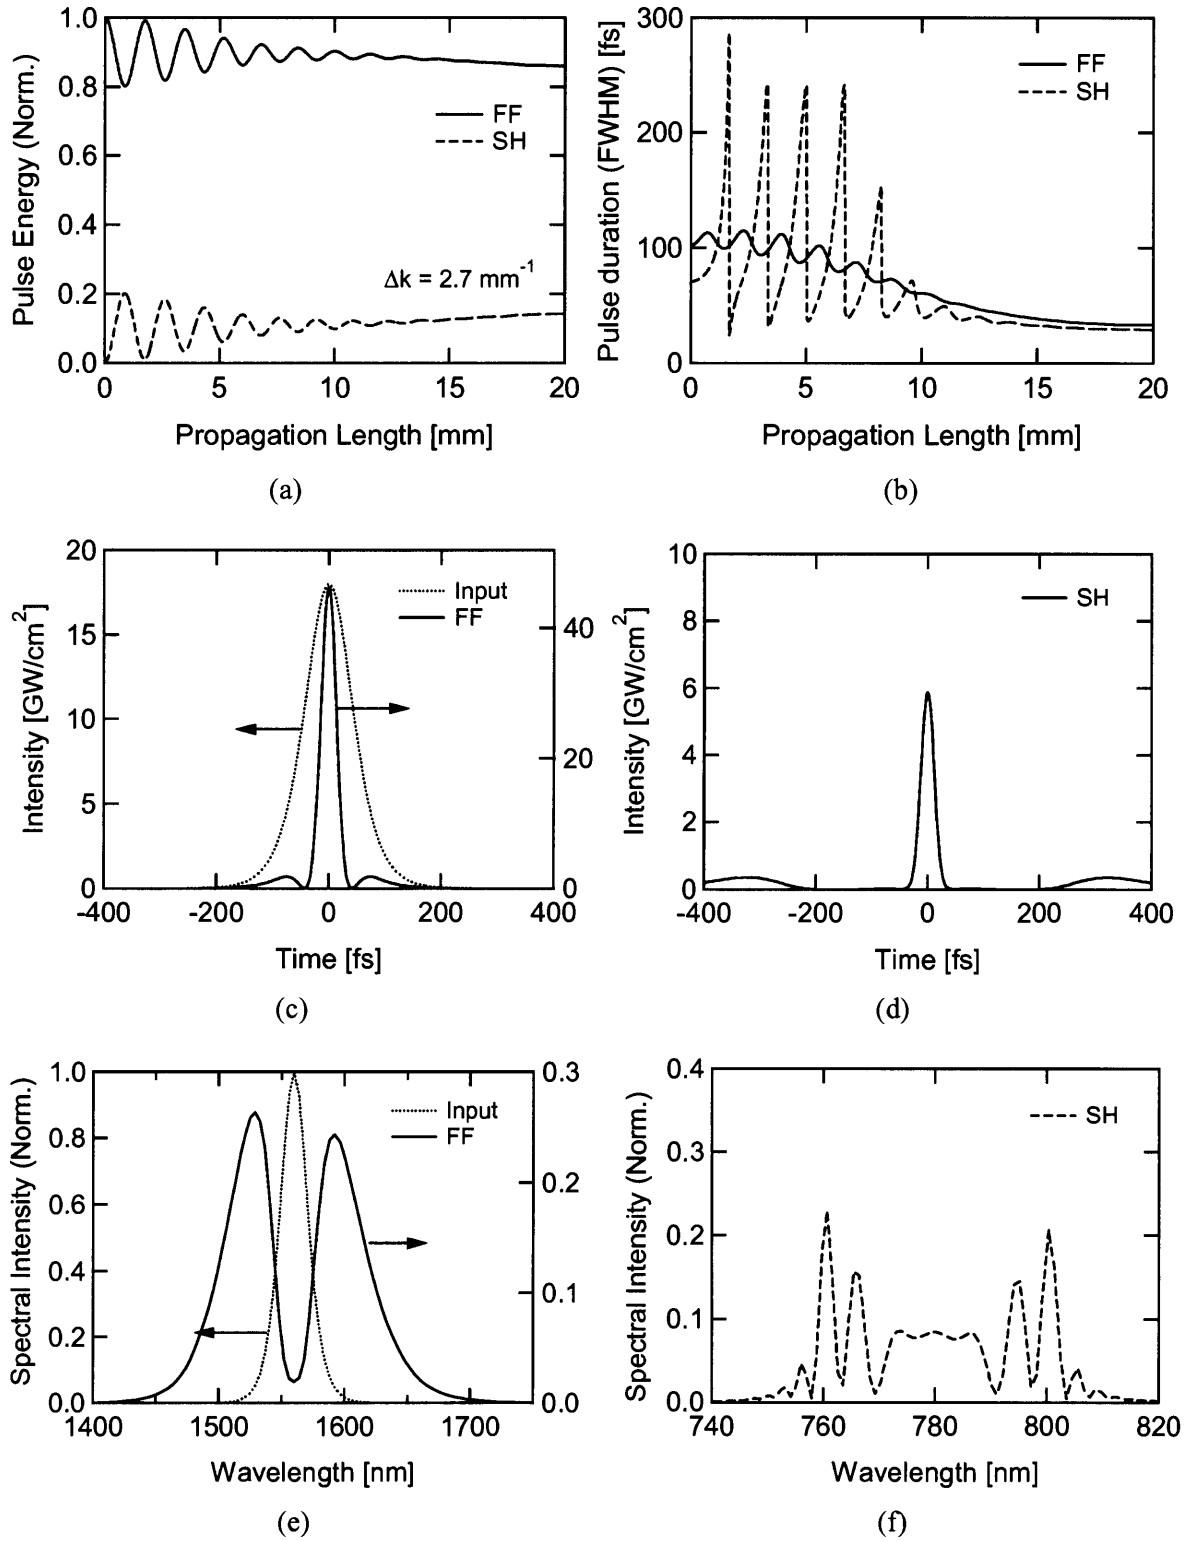 1.0
0.8
0.6
0.4
0.2
0.0
Pulse Energy (Norm.)
FF
SH
Δk = 2.7 mm⁻¹
0 5 10 15 20
Propagation Length [mm]
(a)
300
200
100
0
Pulse duration (FWHM) [fs]
FF
SH
0 5 10 15 20
Propagation Length [mm]
(b)
20
15
10
5
0
Intensity [GW/cm²]
Input
FF
40
20
0
-400 -200 0 200 400
Time [fs]
(c)
10
8
6
4
2
0
Intensity [GW/cm²]
SH
-400 -200 0 200 400
Time [fs]
(d)
1.0
0.8
0.6
0.4
0.2
0.0
Spectral Intensity (Norm.)
Input
FF
0.3
0.2
0.1
0.0
1400 1500 1600 1700
Wavelength [nm]
(e)
0.4
0.3
0.2
0.1
0.0
Spectral Intensity (Norm.)
SH
740 760 780 800 820
Wavelength [nm]
(f)